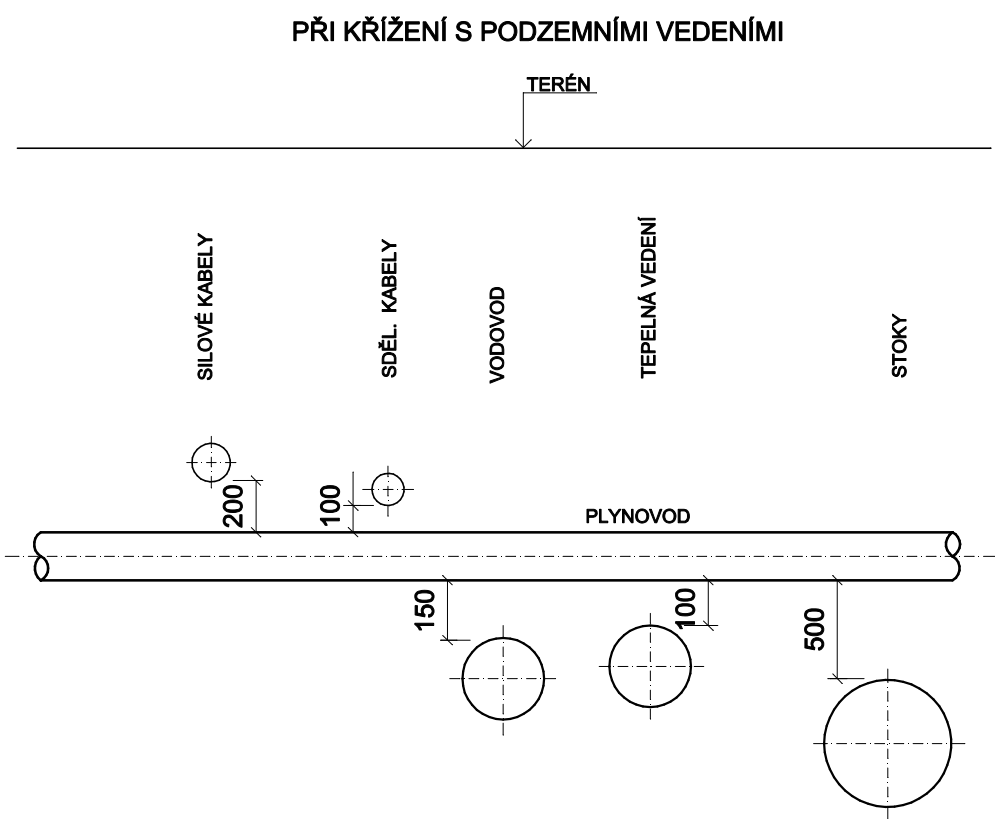 PŘI KŘÍŽENÍ S PODZEMNÍMI VEDENÍMI
TERÉN
SILOVÉ KABELY
SDĚL. KABELY
VODOVOD
TEPELNÁ VEDENÍ
STOKY
200
100
PLYNOVOD
150
100
500